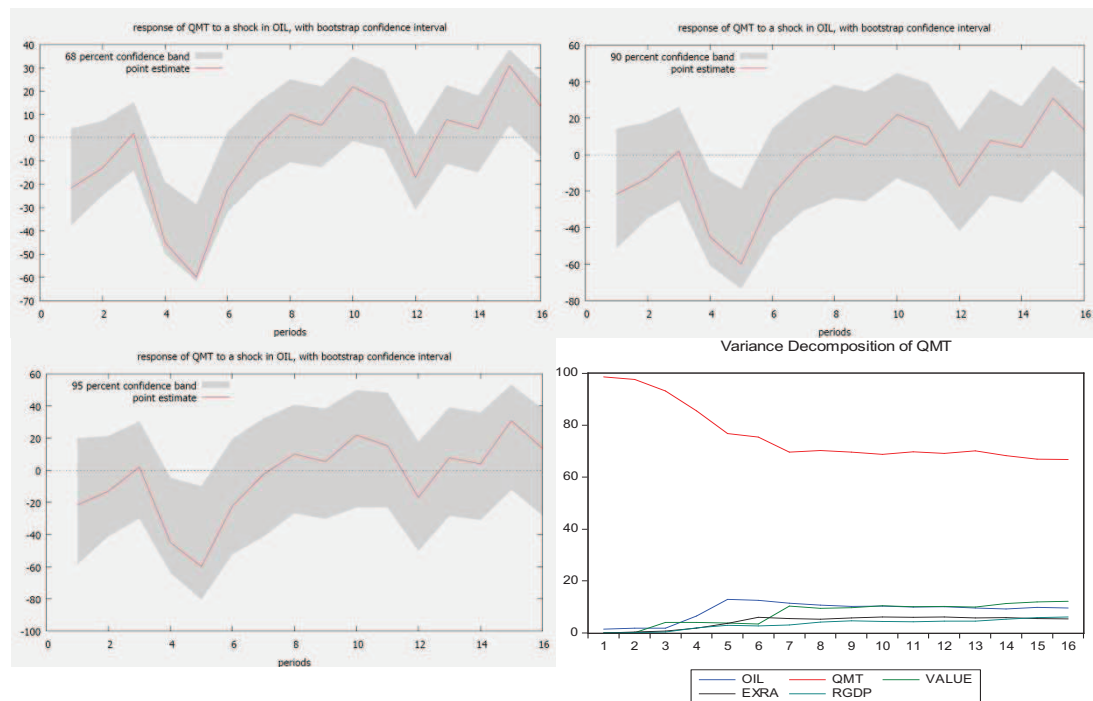 response of QMT to a shock in OIL, with bootstrap confidence interval
68 percent confidence band
point estimate
40
30
20
10
0
-10
-20
-30
-40
-50
-60
-70
0 2 4 6 8 10 12 14 16
periods
response of QMT to a shock in OIL, with bootstrap confidence interval
90 percent confidence band
point estimate
60
40
20
0
-20
-40
-60
-80
0 2 4 6 8 10 12 14 16
periods
response of QMT to a shock in OIL, with bootstrap confidence interval
95 percent confidence band
point estimate
60
40
20
0
-20
-40
-60
-80
-100
0 2 4 6 8 10 12 14 16
periods
Variance Decomposition of QMT
100
80
60
40
20
0
1 2 3 4 5 6 7 8 9 10 11 12 13 14 15 16
OIL QMT VALUE
EXRA RGDP